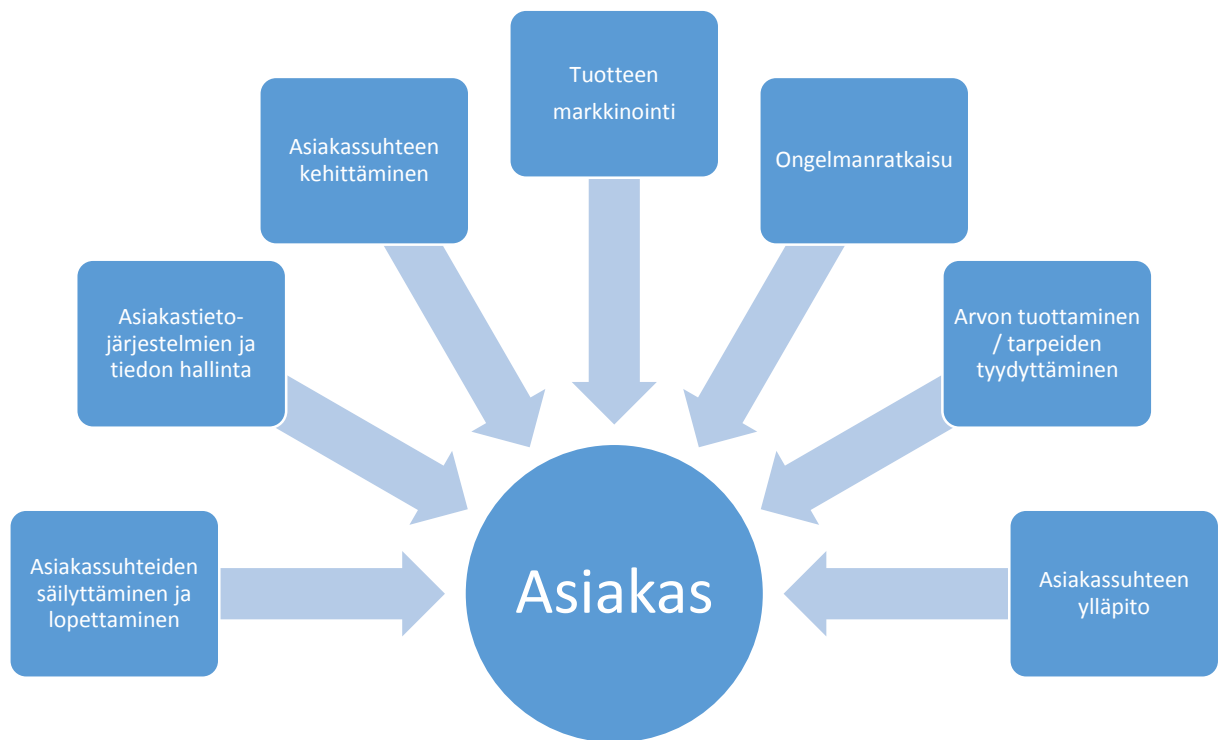 Tuotteen
markkinointi
Asiakassuhteen
kehittäminen
Ongelmanratkaisu
Asiakastieto-
järjestelmien ja
tiedon hallinta
Arvon tuottaminen
/ tarpeiden
tyydyttäminen
Asiakassuhteiden
säilyttäminen ja
lopettaminen
Asiakas
Asiakassuhteen
ylläpito